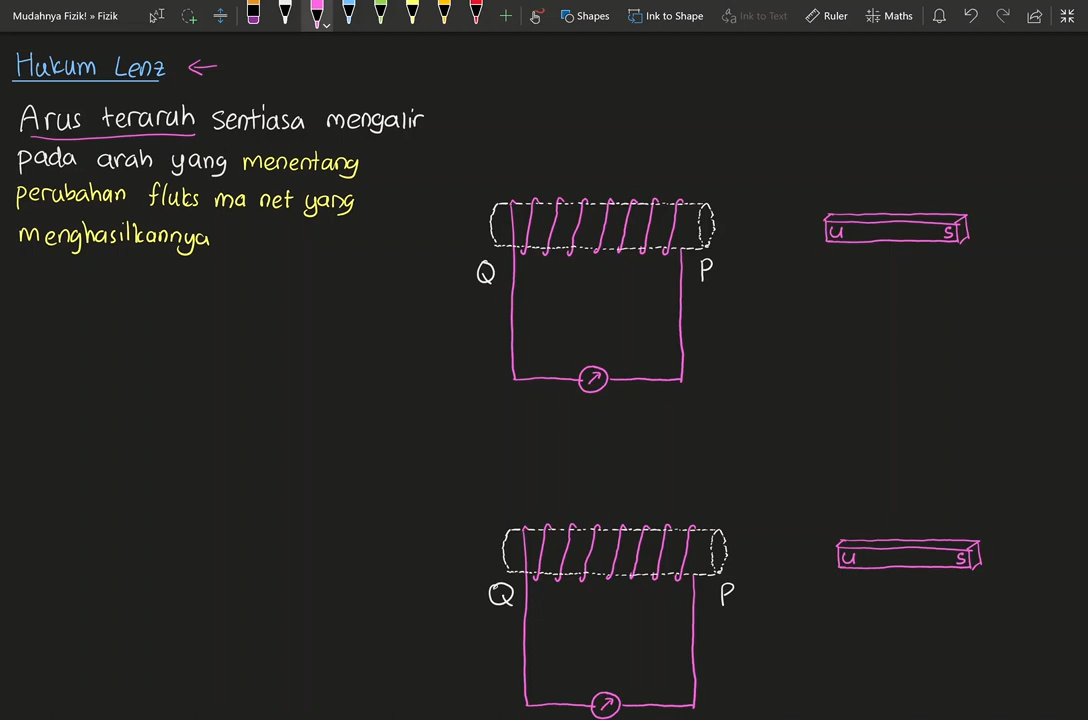 Mudahnya Fizik! » Fizik
Shapes
Ink to Shape
Ink to Text
Ruler
Maths
Hukum Lenz
Arus terarah sentiasa mengalir
pada arah yang menentang
perubahan fluks ma net yang
menghasilkannya
U S
Q P
U S
Q P